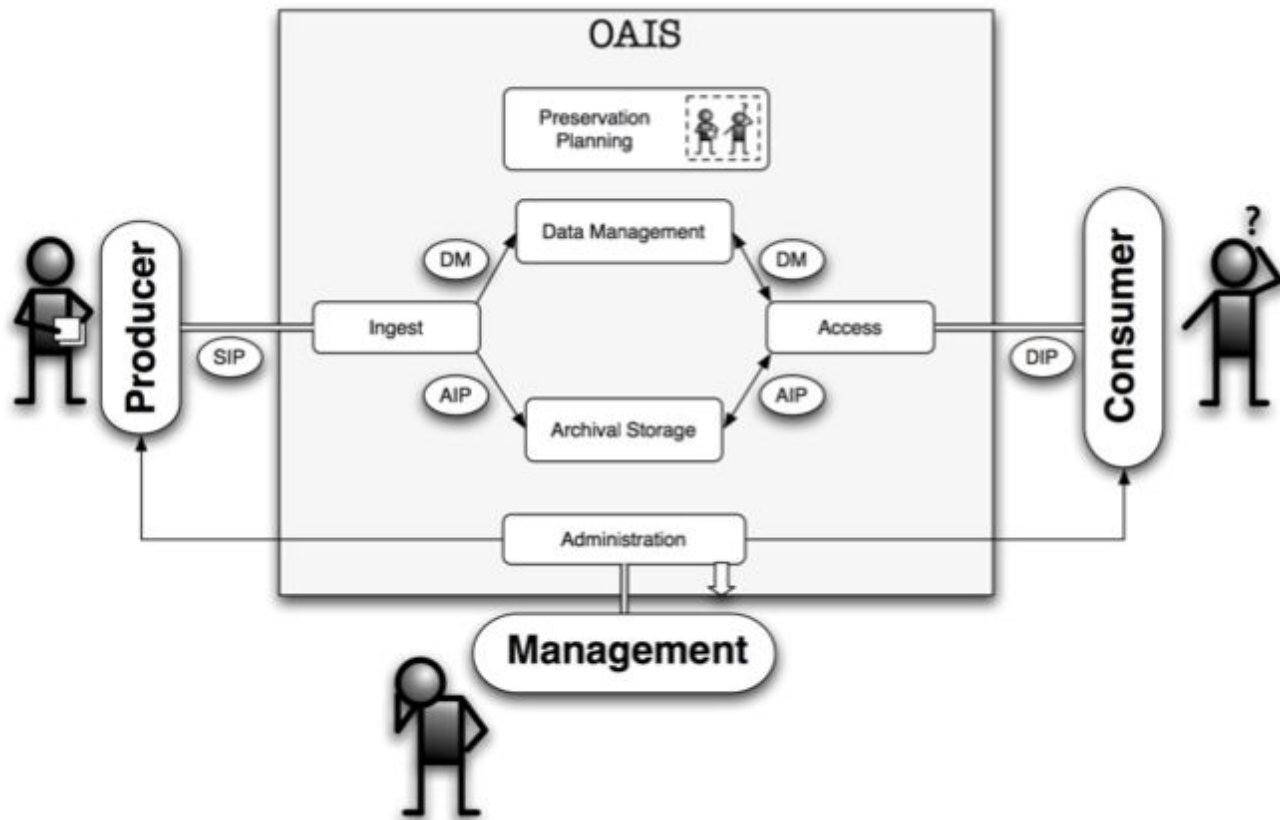 OAIS
Preservation
Planning
?
Data Management
DM
DM
?
Producer
Ingest
Access
Consumer
SIP
DIP
AIP
AIP
Archival Storage
Administration
Management